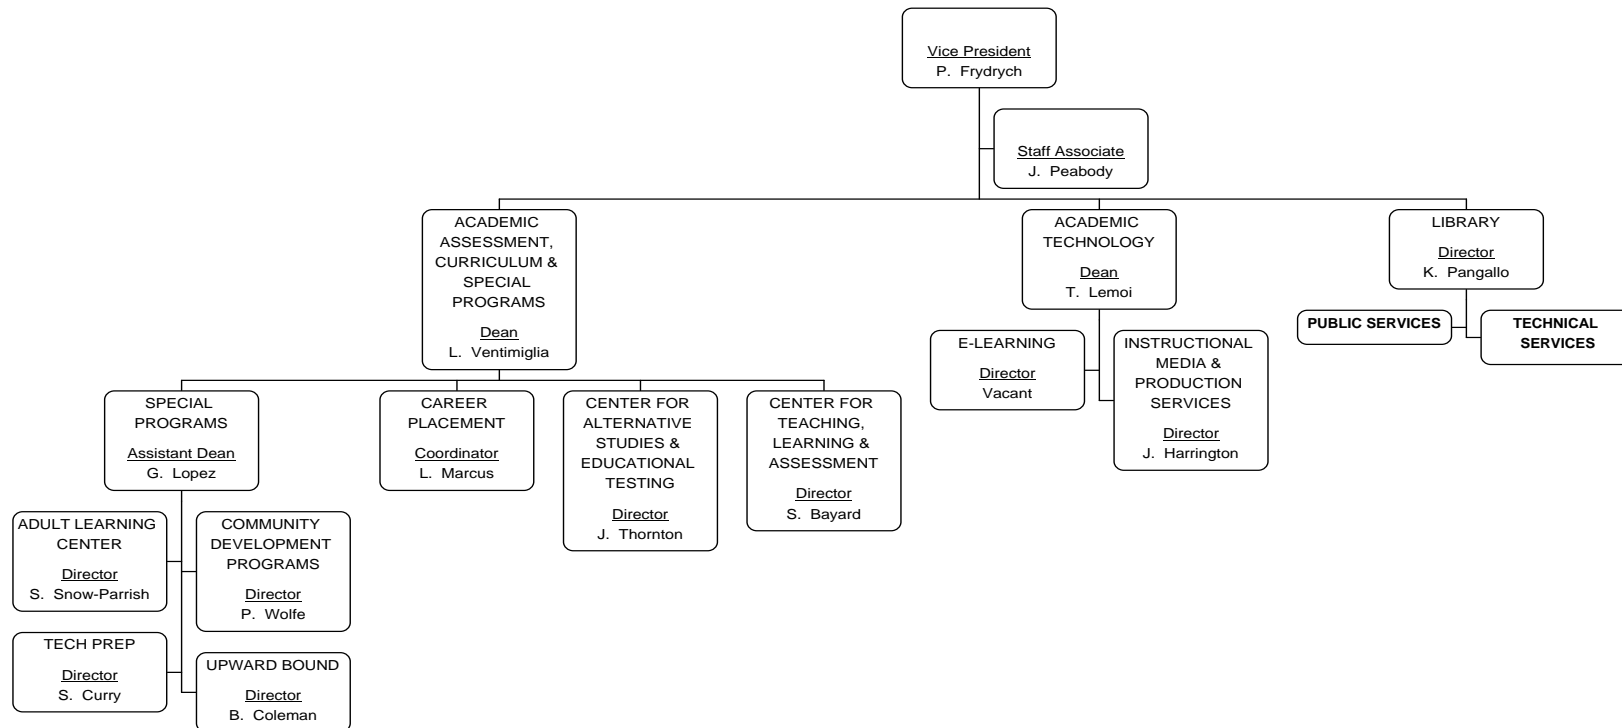 Vice President
P. Frydrych
Staff Associate
J. Peabody
ACADEMIC
ASSESSMENT,
CURRICULUM &
SPECIAL
PROGRAMS
Dean
L. Ventimiglia
ACADEMIC
TECHNOLOGY
Dean
T. Lemoi
LIBRARY
Director
K. Pangallo
PUBLIC SERVICES
TECHNICAL
SERVICES
E-LEARNING
Director
Vacant
INSTRUCTIONAL
MEDIA &
PRODUCTION
SERVICES
Director
J. Harrington
SPECIAL
PROGRAMS
Assistant Dean
G. Lopez
CAREER
PLACEMENT
Coordinator
L. Marcus
CENTER FOR
ALTERNATIVE
STUDIES &
EDUCATIONAL
TESTING
Director
J. Thornton
CENTER FOR
TEACHING,
LEARNING &
ASSESSMENT
Director
S. Bayard
ADULT LEARNING
CENTER
Director
S. Snow-Parrish
COMMUNITY
DEVELOPMENT
PROGRAMS
Director
P. Wolfe
TECH PREP
Director
S. Curry
UPWARD BOUND
Director
B. Coleman